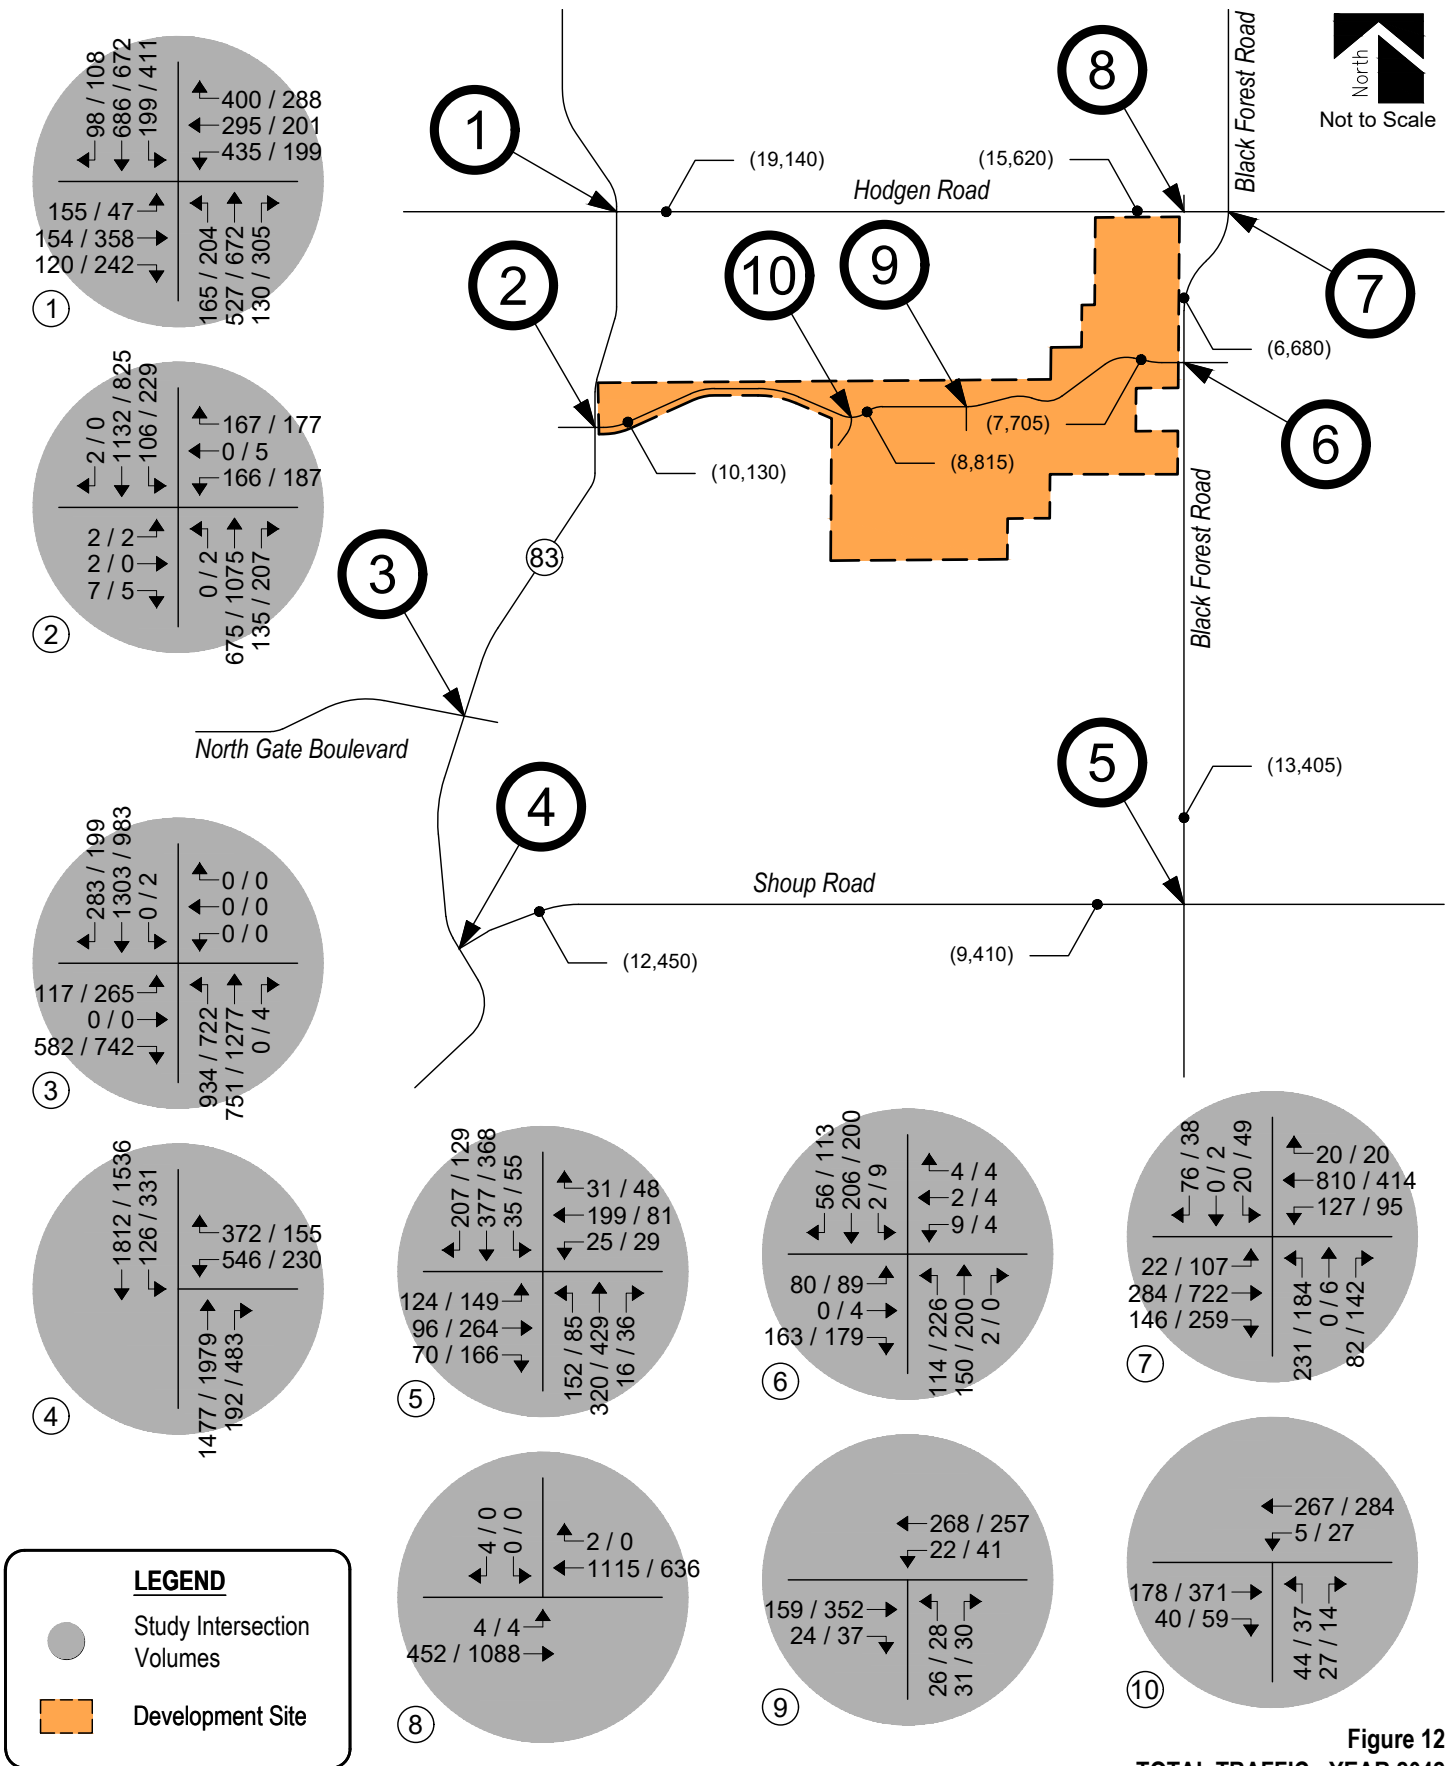 98 / 108
686 / 672
199 / 411
400 / 288
295 / 201
435 / 199
155 / 47
154 / 358
120 / 242
165 / 204
527 / 672
130 / 305
1
2 / 0
1132 / 825
106 / 229
167 / 177
0 / 5
166 / 187
2 / 2
2 / 0
7 / 5
0 / 2
675 / 1075
135 / 207
2
283 / 199
1303 / 983
0 / 2
0 / 0
0 / 0
0 / 0
117 / 265
0 / 0
582 / 742
934 / 722
751 / 1277
0 / 4
3
1812 / 1536
126 / 331
372 / 155
546 / 230
1477 / 1979
192 / 483
4
1
2
3
4
5
6
7
8
9
10
(19,140)
(15,620)
Hodgen Road
Black Forest Road
North
Not to Scale
(6,680)
(7,705)
(8,815)
(10,130)
83
Black Forest Road
North Gate Boulevard
(13,405)
Shoup Road
(12,450)
(9,410)
207 / 129
377 / 368
35 / 55
31 / 48
199 / 81
25 / 29
124 / 149
96 / 264
70 / 166
152 / 85
320 / 429
16 / 36
5
56 / 113
206 / 200
2 / 9
4 / 4
2 / 4
9 / 4
80 / 89
0 / 4
163 / 179
114 / 226
150 / 200
2 / 0
6
76 / 38
0 / 2
20 / 49
20 / 20
810 / 414
127 / 95
22 / 107
284 / 722
146 / 259
231 / 184
0 / 6
82 / 142
7
4 / 0
0 / 0
2 / 0
1115 / 636
4 / 4
452 / 1088
8
268 / 257
22 / 41
159 / 352
24 / 37
26 / 28
31 / 30
9
267 / 284
5 / 27
178 / 371
40 / 59
44 / 37
27 / 14
10
LEGEND
Study Intersection
Volumes
Development Site
Figure 12